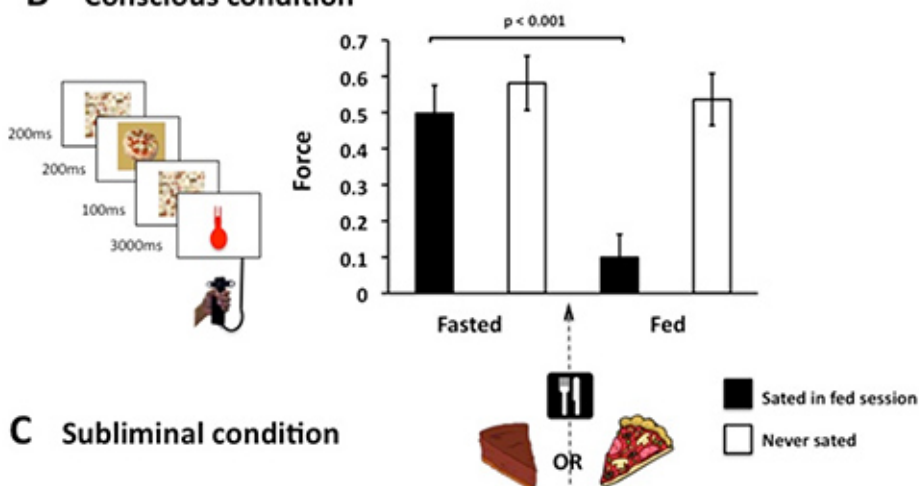 B Conscious condition
p < 0.001
0.7
0.6
0.5
0.4
0.3
0.2
0.1
0
Force
200ms
200ms
100ms
3000ms
Fasted
Fed
Sated in fed session
Never sated
OR
C Subliminal condition